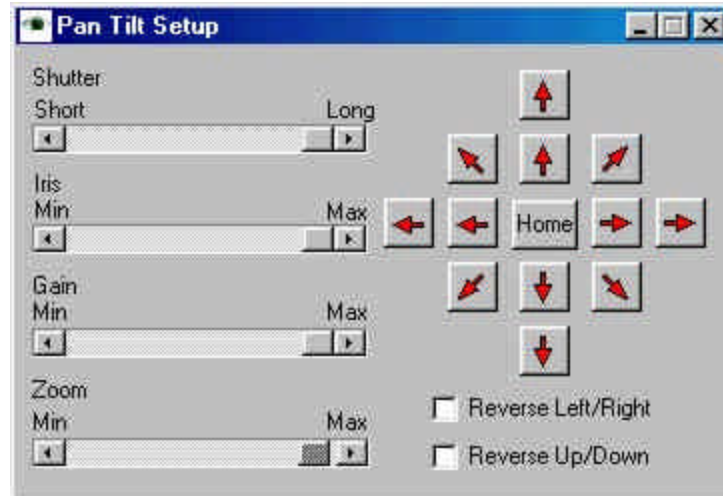 Pan Tilt Setup
Shutter
Short Long
Iris
Min Max
Gain
Min Max
Zoom
Min Max
Home
Reverse Left/Right
Reverse Up/Down